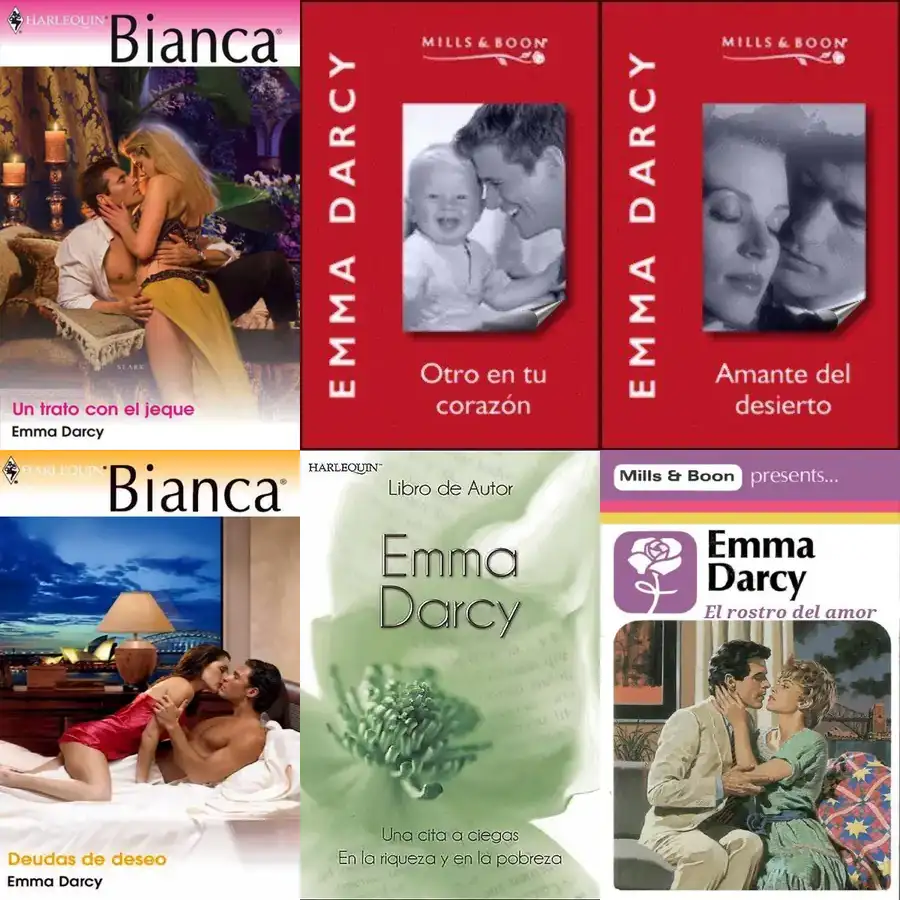 HARLEQUIN
Bianca®
Un trato con el jeque
Emma Darcy
EMMA DARCY
MILLS & BOON®
Otro en tu
corazón
EMMA DARCY
MILLS & BOON®
Amante del
desierto
HARLEQUIN
Bianca®
Deudas de deseo
Emma Darcy
HARLEQUIN™
Libro de Autor
Emma
Darcy
Una cita a ciegas
En la riqueza y en la pobreza
Mills & Boon presents...
Emma
Darcy
El rostro del amor